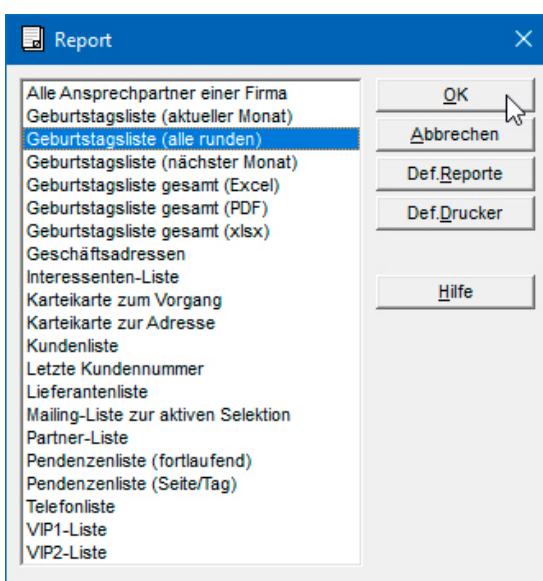 Report
Alle Ansprechpartner einer Firma
Geburtstagsliste (aktueller Monat)
Geburtstagsliste (alle runden)
Geburtstagsliste (nächster Monat)
Geburtstagsliste gesamt (Excel)
Geburtstagsliste gesamt (PDF)
Geburtstagsliste gesamt (xlsx)
Geschäftsadressen
Interessenten-Liste
Karteikarte zum Vorgang
Karteikarte zur Adresse
Kundenliste
Letzte Kundennummer
Lieferantenliste
Mailing-Liste zur aktiven Selektion
Partner-Liste
Pendenzenliste (fortlaufend)
Pendenzenliste (Seite/Tag)
Telefonliste
VIP1-Liste
VIP2-Liste
OK
Abbrechen
Def.Reporte
Def.Drucker
Hilfe